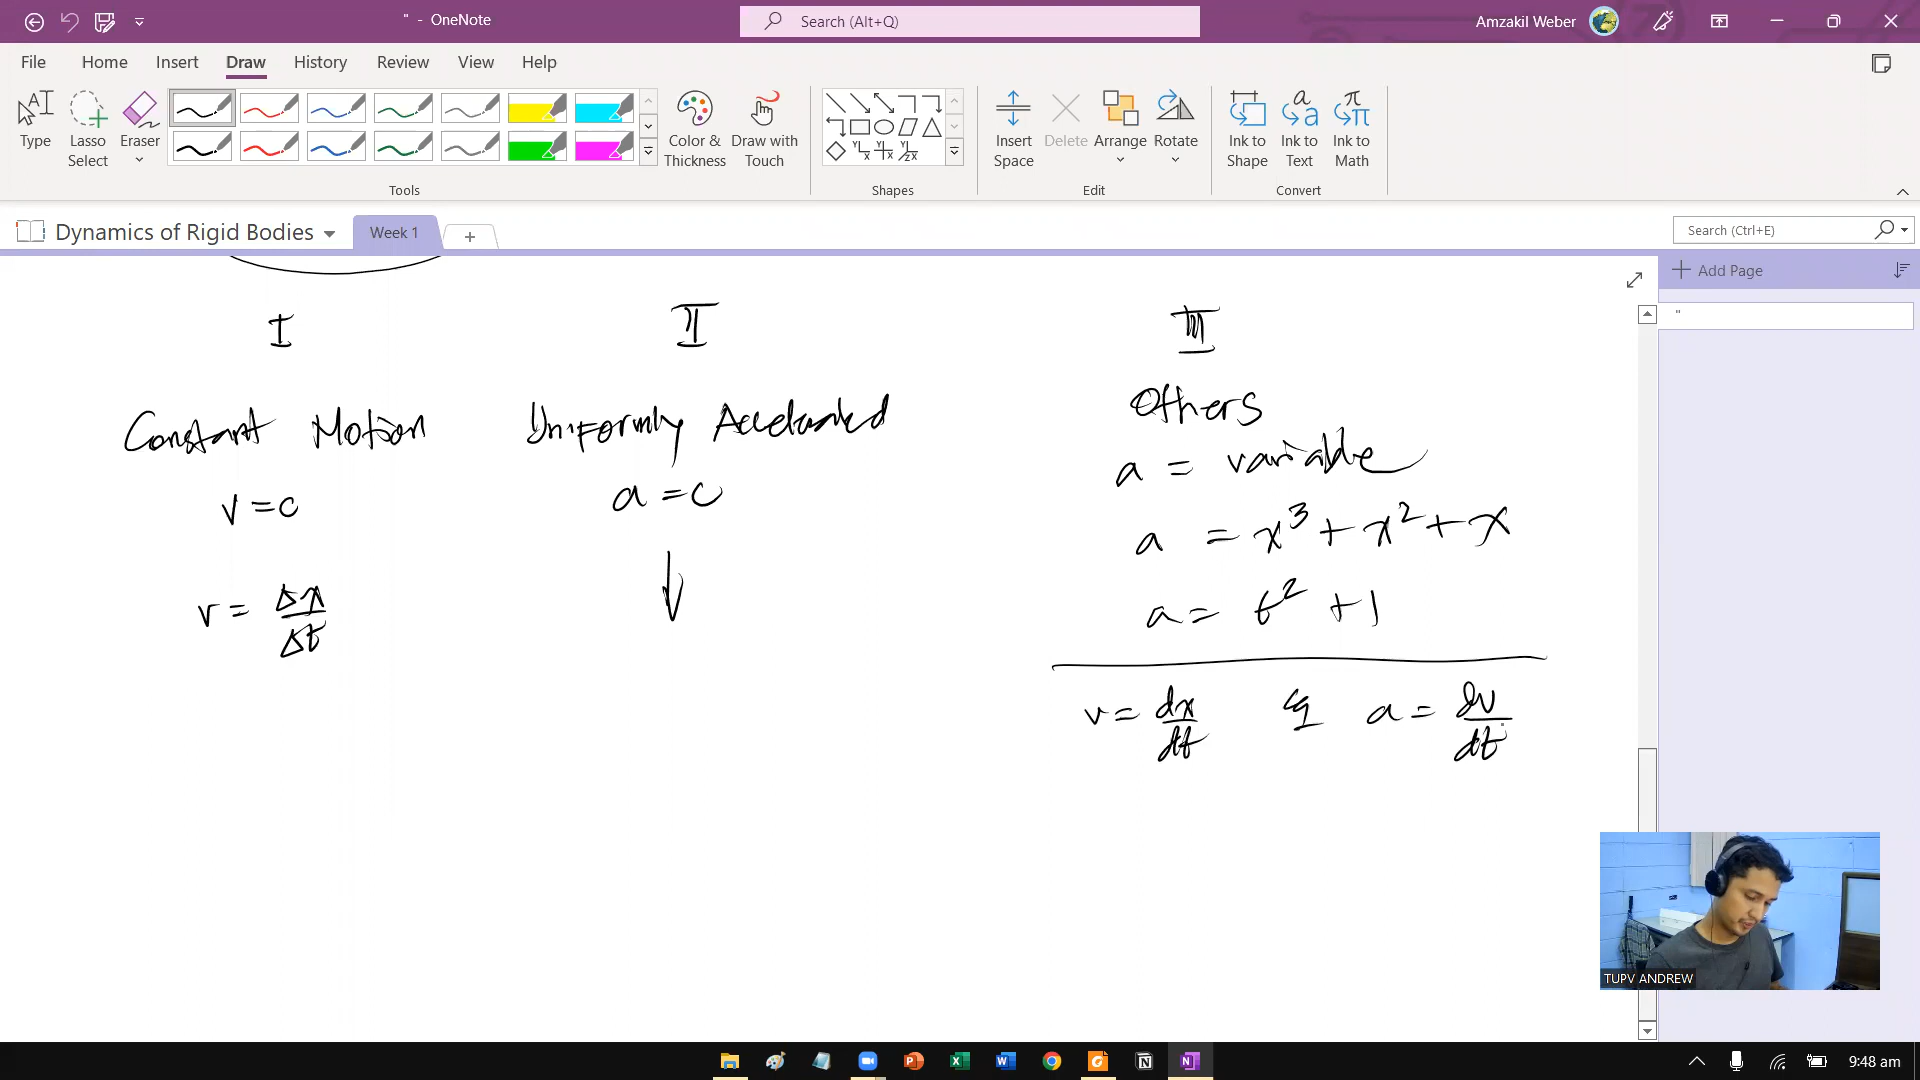 " - OneNote
Search (Alt+Q)
Amzakil Weber
File Home Insert Draw History Review View Help
Type
Lasso Select
Eraser
Color & Thickness
Draw with Touch
Insert Space
Delete
Arrange
Rotate
Ink to Shape
Ink to Text
Ink to Math
Tools
Shapes
Edit
Convert
Dynamics of Rigid Bodies
Week 1
+
Search (Ctrl+E)
Add Page
"
I
Constant Motion
v = c
v = Δx/Δt
II
Uniformly Accelerated
a = c
III
Others
a = variable
a = x³ + x² + x
a = t² + 1
v = dx/dt & a = dv/dt
TUPV ANDREW
9:48 am